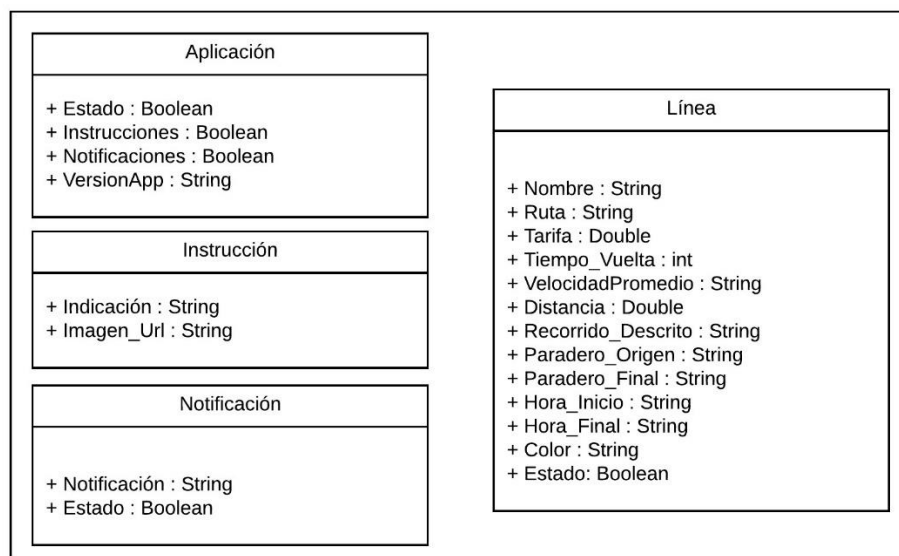 Aplicación
+ Estado : Boolean
+ Instrucciones : Boolean
+ Notificaciones : Boolean
+ VersionApp : String
Instrucción
+ Indicación : String
+ Imagen_Url : String
Notificación
+ Notificación : String
+ Estado : Boolean
Línea
+ Nombre : String
+ Ruta : String
+ Tarifa : Double
+ Tiempo_Vuelta : int
+ VelocidadPromedio : String
+ Distancia : Double
+ Recorrido_Descrito : String
+ Paradero_Origen : String
+ Paradero_Final : String
+ Hora_Inicio : String
+ Hora_Final : String
+ Color : String
+ Estado: Boolean